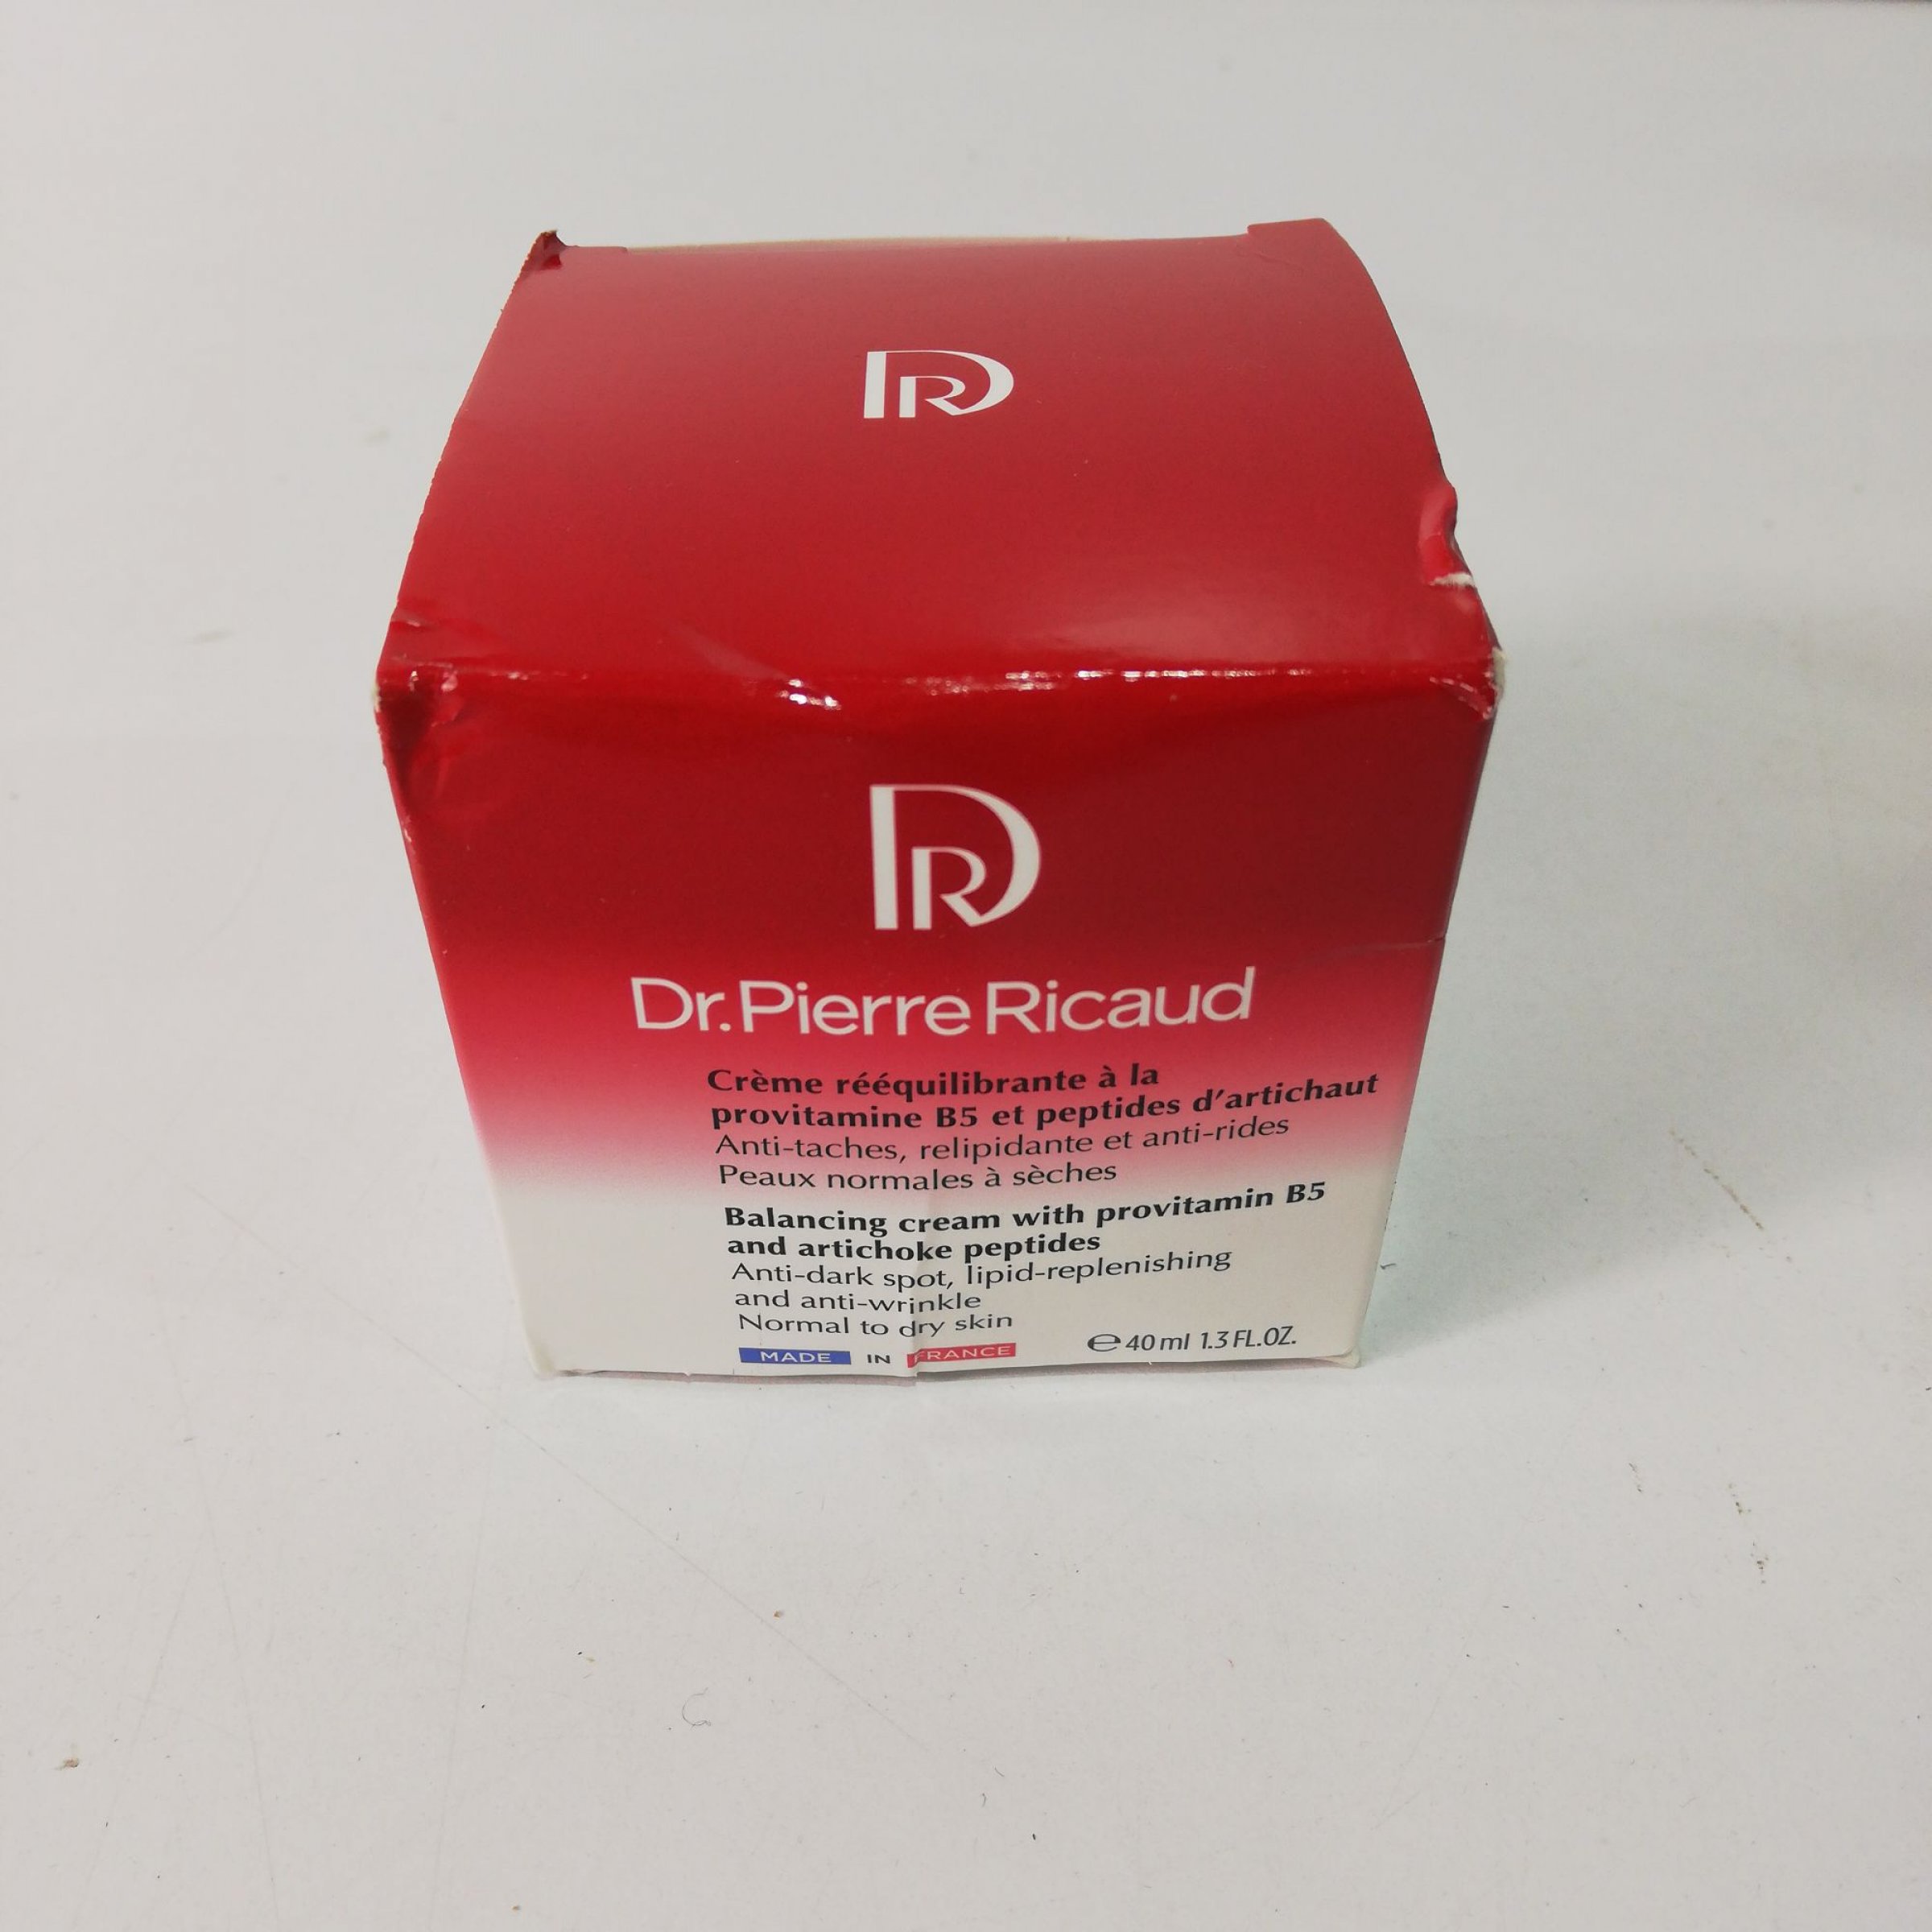 DR
DR
Dr.Pierre Ricaud
Crème rééquilibrante à la
provitamine B5 et peptides d'artichaut
Anti-taches, relipidante et anti-rides
Peaux normales à sèches
Balancing cream with provitamin B5
and artichoke peptides
Anti-dark spot, lipid-replenishing
and anti-wrinkle
Normal to dry skin
MADE IN FRANCE ℮ 40 ml 1.3 FL.OZ.